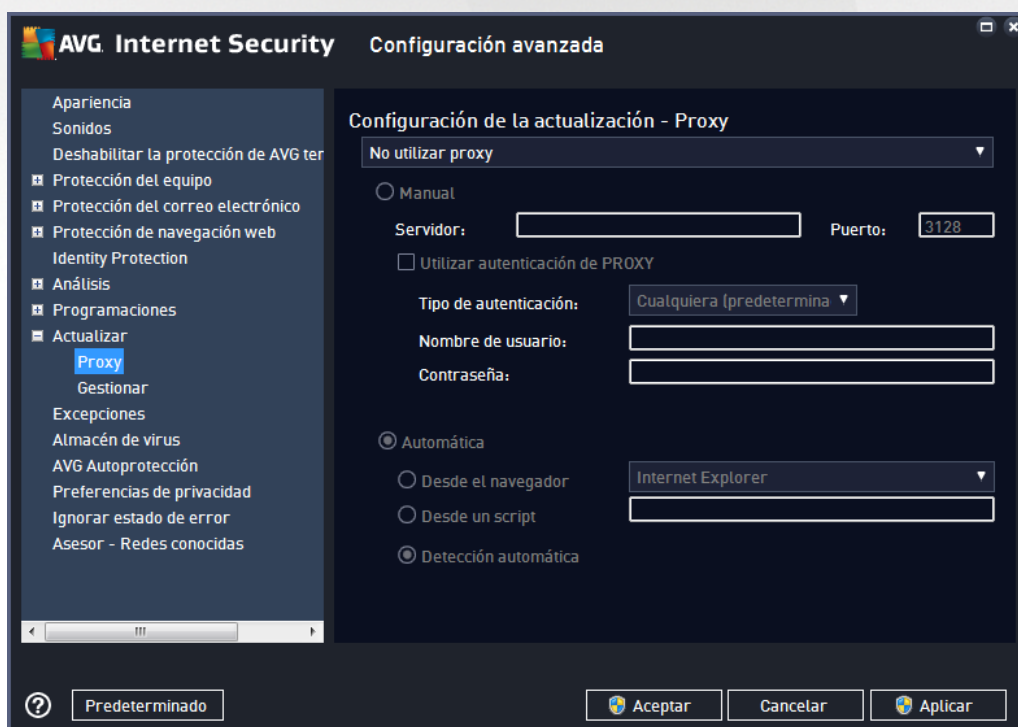 AVG. Internet Security Configuración avanzada
Apariencia
Sonidos
Deshabilitar la protección de AVG ter
Protección del equipo
Protección del correo electrónico
Protección de navegación web
Identity Protection
Análisis
Programaciones
Actualizar
Proxy
Gestionar
Excepciones
Almacén de virus
AVG Autoprotección
Preferencias de privacidad
Ignorar estado de error
Asesor - Redes conocidas
Configuración de la actualización - Proxy
No utilizar proxy
Manual
Servidor: Puerto: 3128
Utilizar autenticación de PROXY
Tipo de autenticación: Cualquiera (predetermina
Nombre de usuario:
Contraseña:
Automática
Desde el navegador Internet Explorer
Desde un script
Detección automática
? Predeterminado Aceptar Cancelar Aplicar